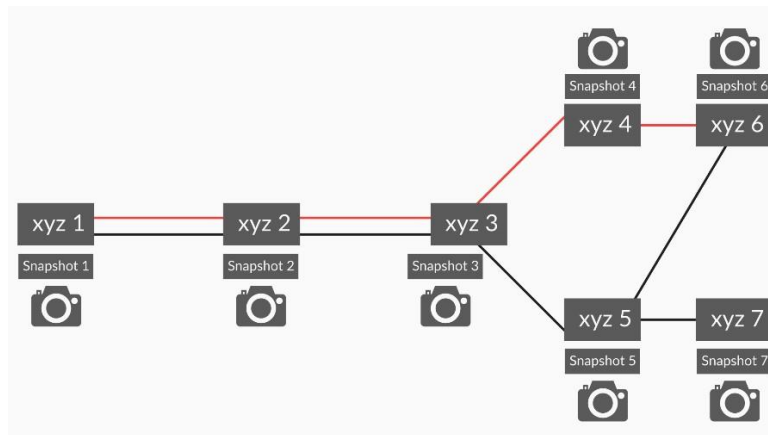 Snapshot 4
Snapshot 6
xyz 4
xyz 6
xyz 1
xyz 2
xyz 3
Snapshot 1
Snapshot 2
Snapshot 3
xyz 5
xyz 7
Snapshot 5
Snapshot 7